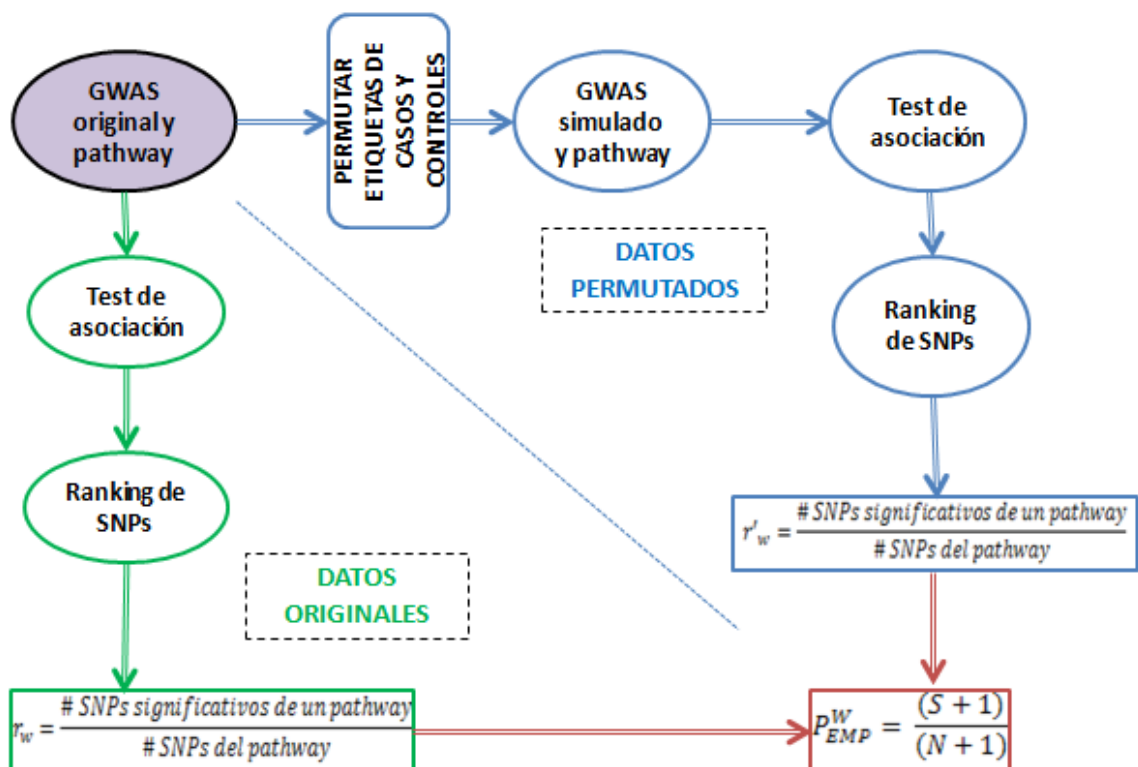 GWAS
original y
pathway
PERMUTAR
ETIQUETAS DE
CASOS Y
CONTROLES
GWAS
simulado
y pathway
Test de
asociación
DATOS
PERMUTADOS
Ranking
de SNPs
r'_w = # SNPs significativos de un pathway / # SNPs del pathway
Test de
asociación
Ranking de
SNPs
DATOS
ORIGINALES
r_w = # SNPs significativos de un pathway / # SNPs del pathway
P^W_EMP = (S + 1) / (N + 1)